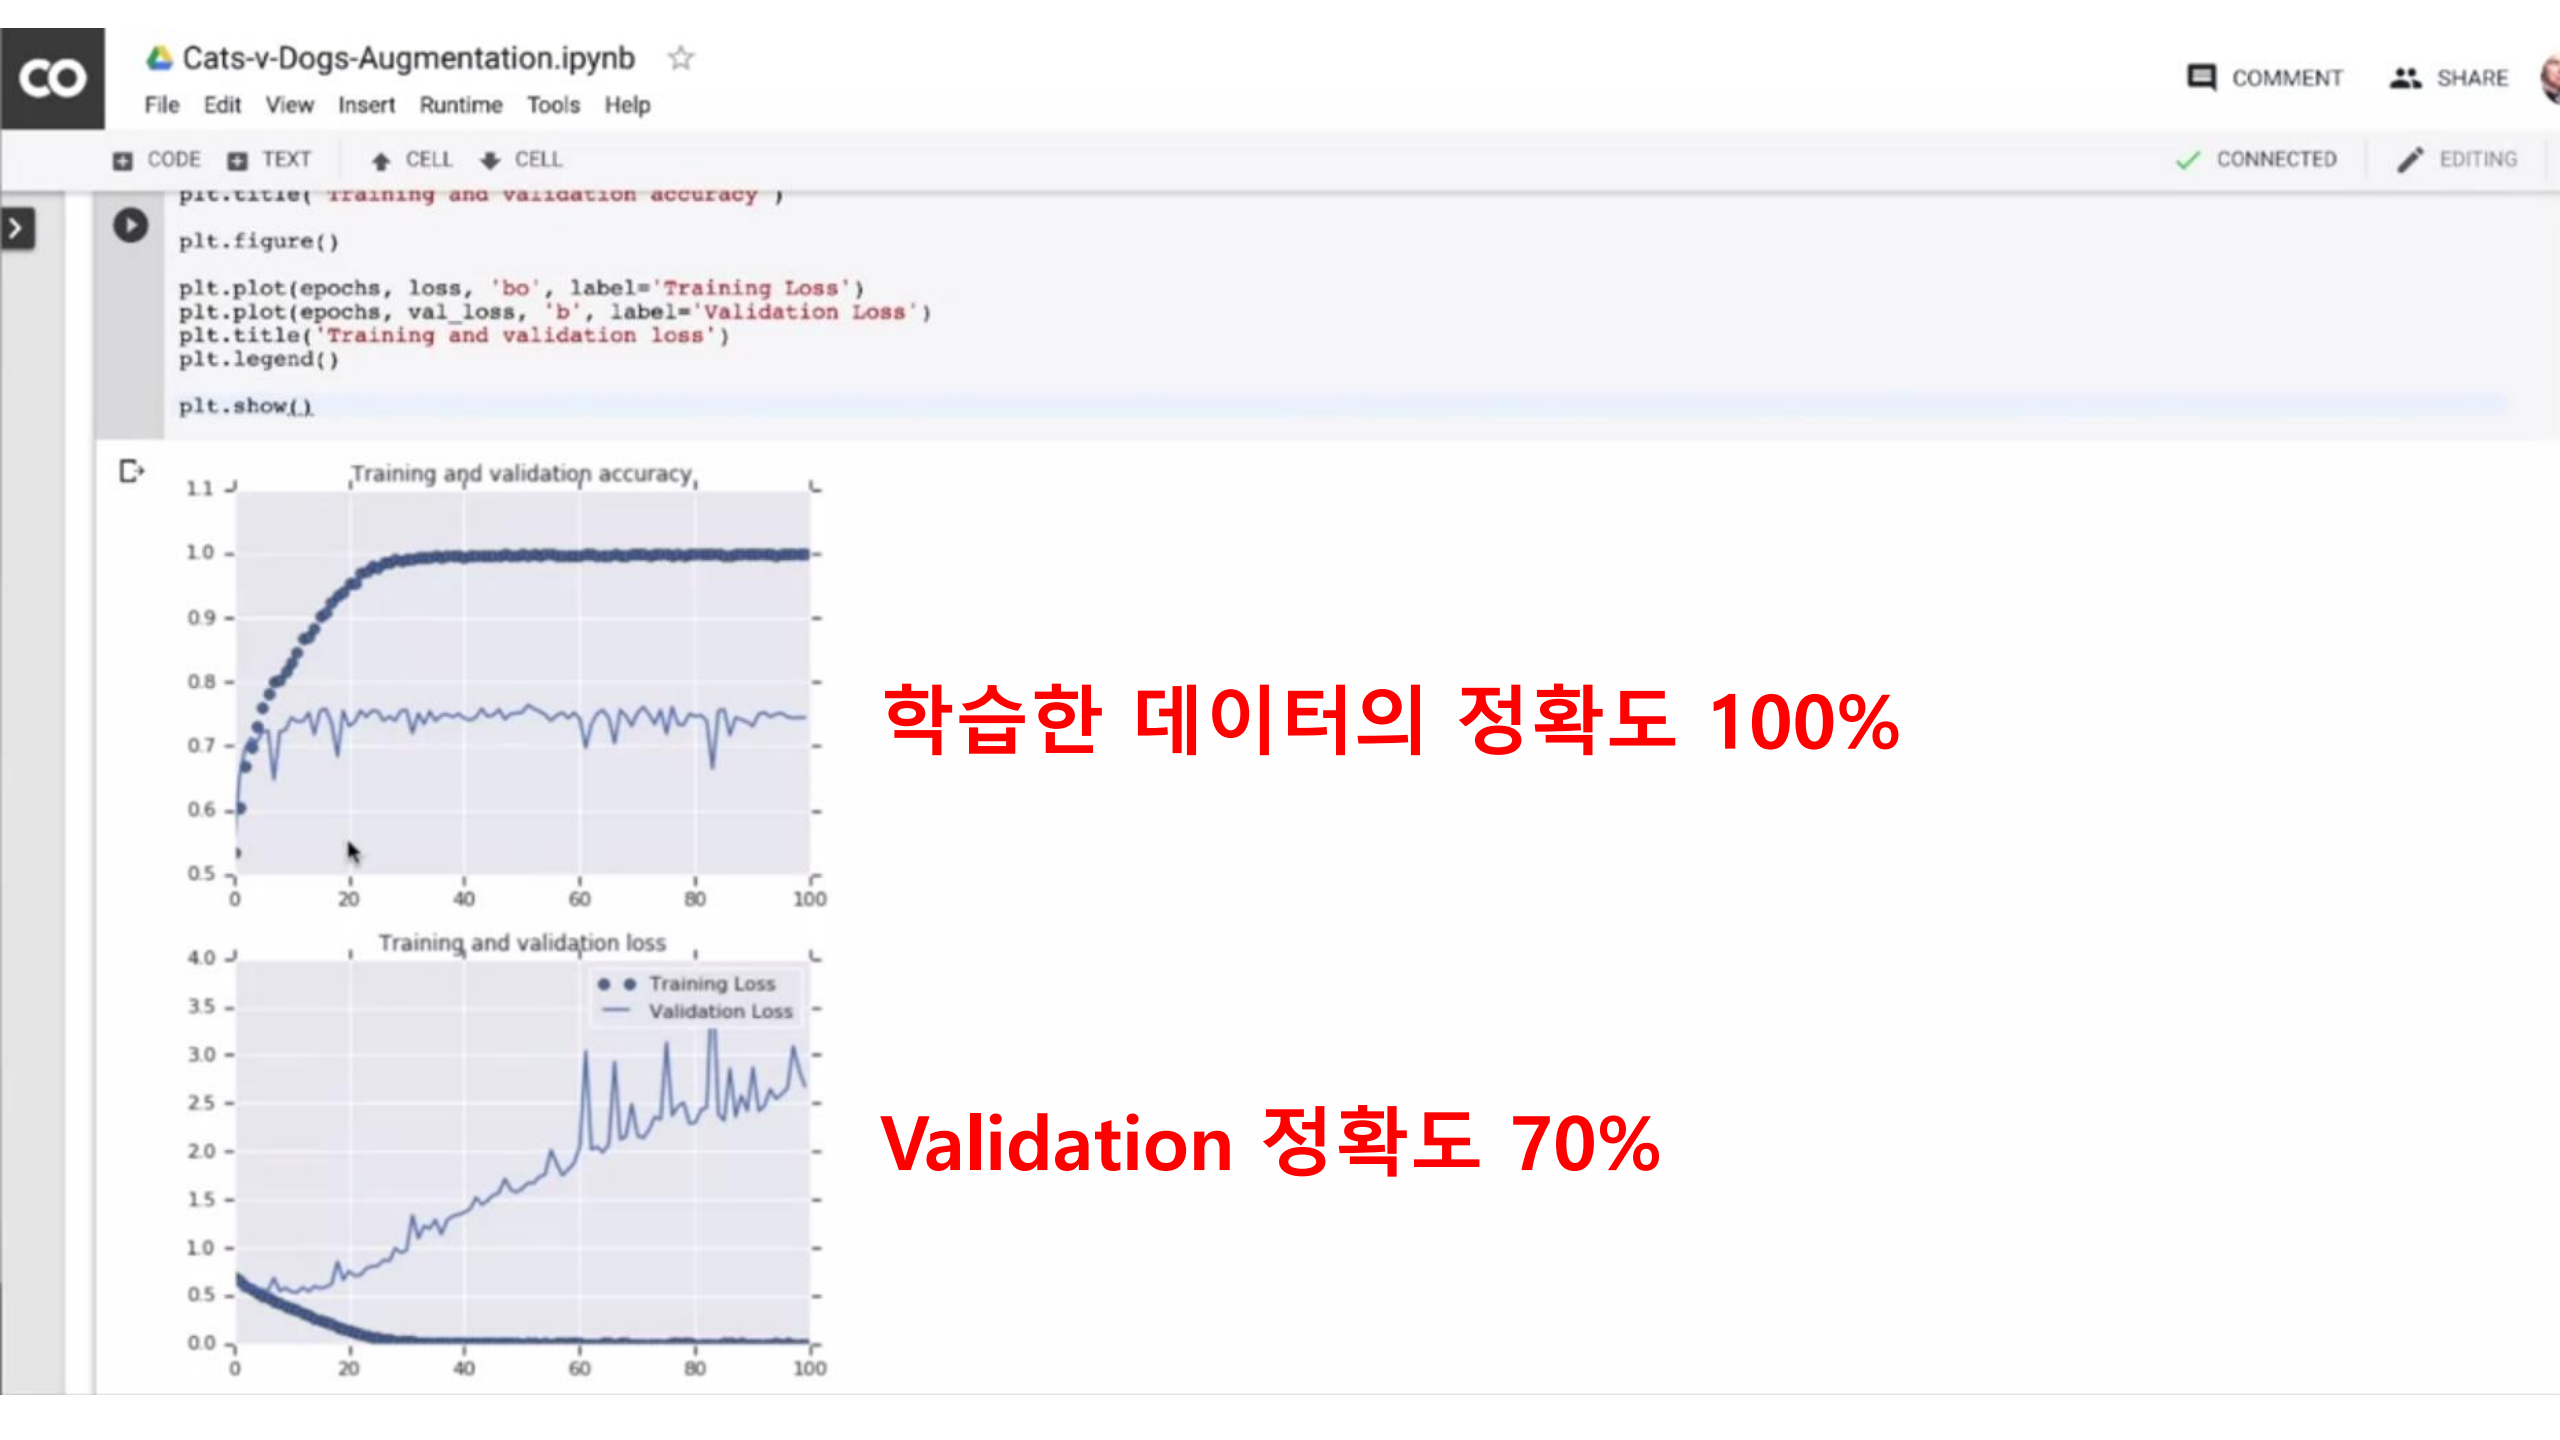 CO
Cats-v-Dogs-Augmentation.ipynb
File Edit View Insert Runtime Tools Help
COMMENT SHARE
CODE TEXT CELL CELL
CONNECTED EDITING
plt.title('Training and validation accuracy')
plt.figure()
plt.plot(epochs, loss, 'bo', label='Training Loss')
plt.plot(epochs, val_loss, 'b', label='Validation Loss')
plt.title('Training and validation loss')
plt.legend()
plt.show()
Training and validation accuracy
1.1
1.0
0.9
0.8
0.7
0.6
0.5
0 20 40 60 80 100
학습한 데이터의 정확도 100%
Training and validation loss
4.0
3.5
3.0
2.5
2.0
1.5
1.0
0.5
0.0
0 20 40 60 80 100
Training Loss
Validation Loss
Validation 정확도 70%